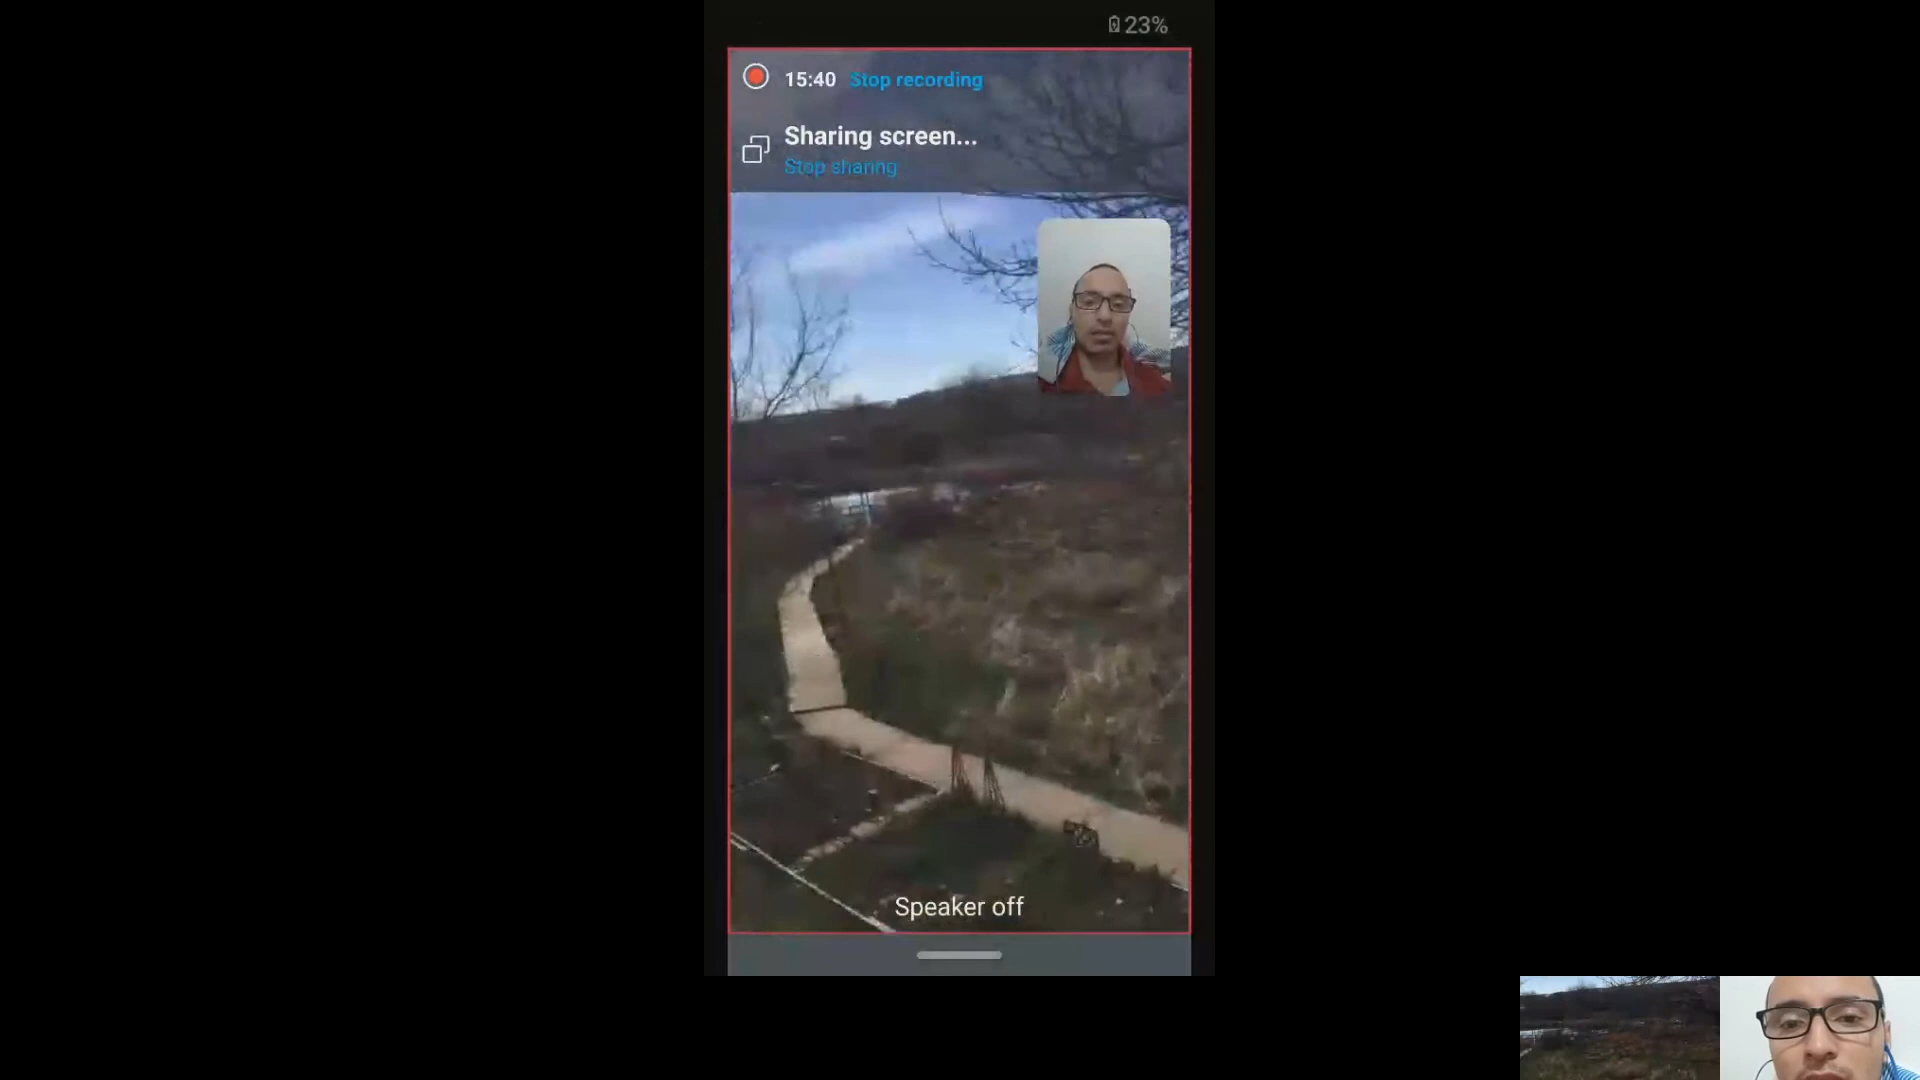 23%
15:40 Stop recording
Sharing screen...
Stop sharing
Speaker off